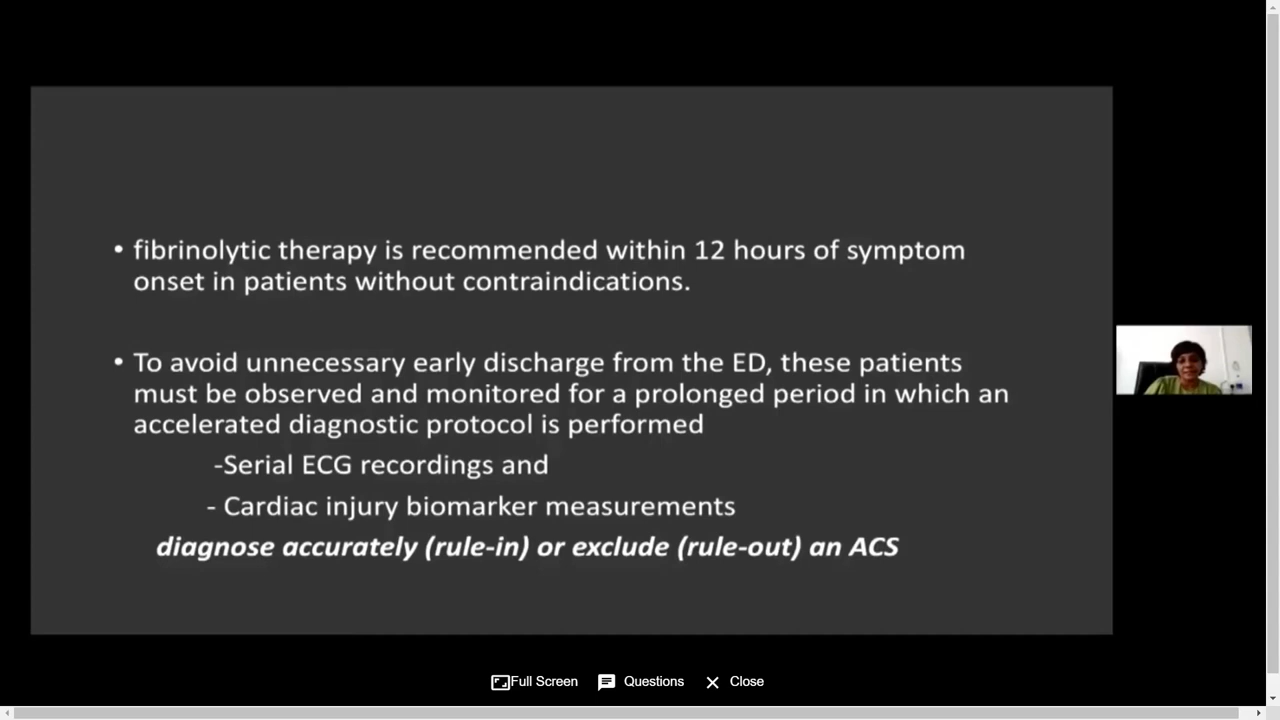 • fibrinolytic therapy is recommended within 12 hours of symptom
onset in patients without contraindications.
• To avoid unnecessary early discharge from the ED, these patients
must be observed and monitored for a prolonged period in which an
accelerated diagnostic protocol is performed
-Serial ECG recordings and
- Cardiac injury biomarker measurements
diagnose accurately (rule-in) or exclude (rule-out) an ACS
Full Screen Questions Close